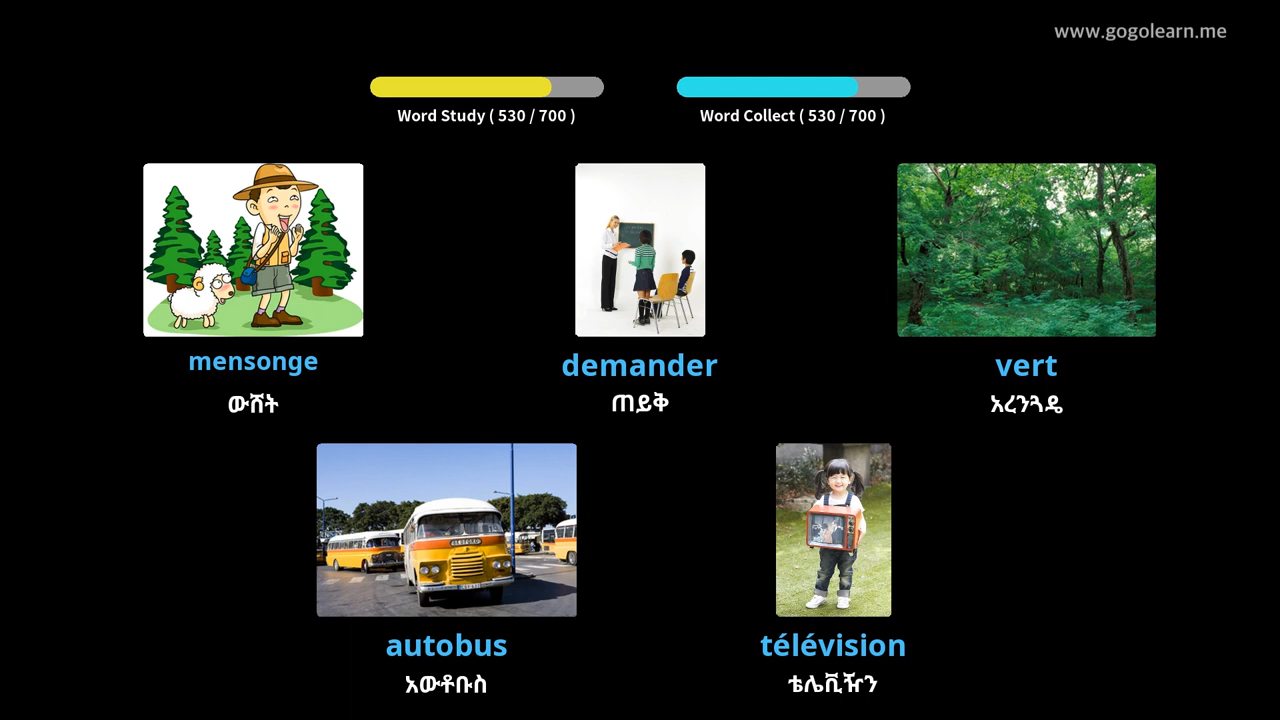 www.gogolearn.me
Word Study ( 530 / 700 )
Word Collect ( 530 / 700 )
mensonge
demander
vert
ውሸት
ጠይቅ
አረንጓዴ
BEDFORD
autobus
télévision
አውቶቡስ
ቴሌቪዥን